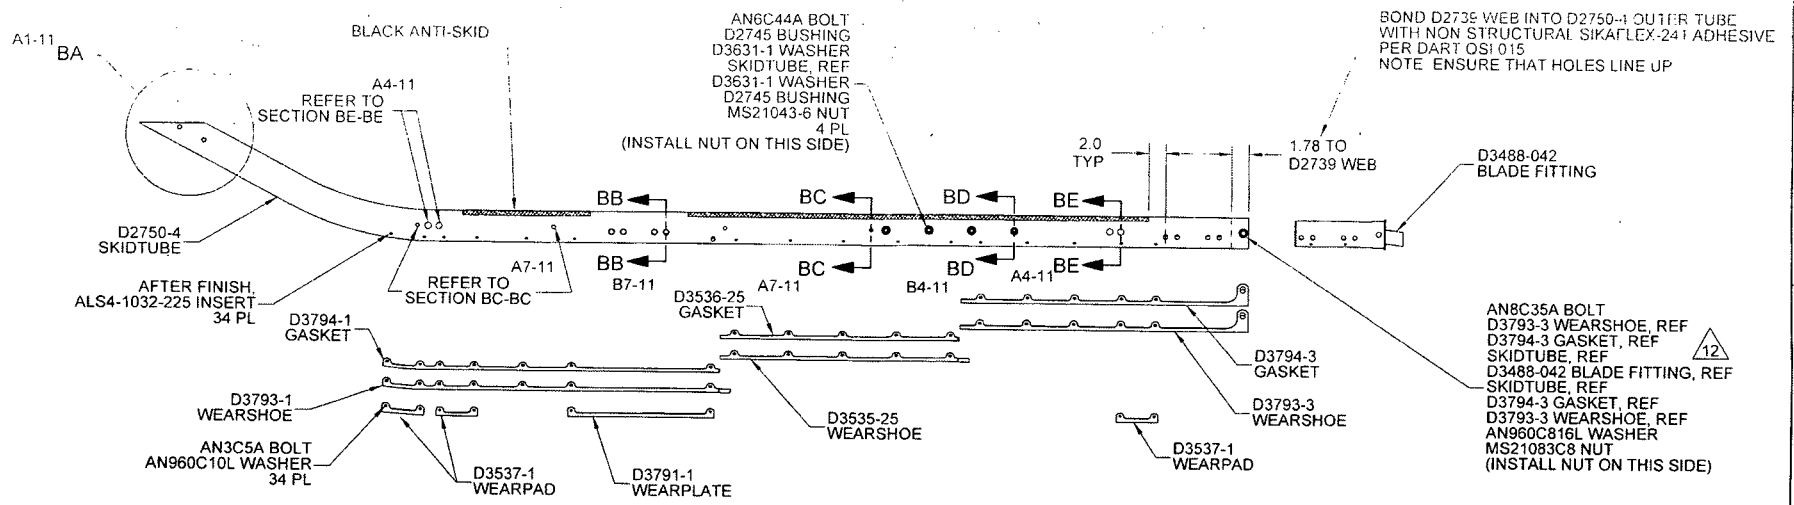 A1-11
BA
BLACK ANTI-SKID
A4-11
REFER TO
SECTION BE-BE
AN6C44A BOLT
D2745 BUSHING
D3631-1 WASHER
SKIDTUBE, REF
D3631-1 WASHER
D2745 BUSHING
MS21043-6 NUT
4 PL
(INSTALL NUT ON THIS SIDE)
BOND D2739 WEB INTO D2750-4 OUTER TUBE
WITH NON STRUCTURAL SIKAFLEX-241 ADHESIVE
PER DART QSI 015
NOTE ENSURE THAT HOLES LINE UP
2.0
TYP
1.78 TO
D2739 WEB
D3488-042
BLADE FITTING
BB
BC
BD
BE
D2750-4
SKIDTUBE
BB
BC
BD
BE
A7-11
B7-11
A7-11
B4-11
A4-11
REFER TO
SECTION BC-BC
AFTER FINISH,
ALS4-1032-225 INSERT
34 PL
D3794-1
GASKET
D3536-25
GASKET
D3794-3
GASKET
D3793-1
WEARSHOE
D3535-25
WEARSHOE
D3793-3
WEARSHOE
AN3C5A BOLT
AN960C10L WASHER
34 PL
D3537-1
WEARPAD
D3791-1
WEARPLATE
D3537-1
WEARPAD
AN8C35A BOLT
D3793-3 WEARSHOE, REF
D3794-3 GASKET, REF
SKIDTUBE, REF
D3488-042 BLADE FITTING, REF
SKIDTUBE, REF
D3794-3 GASKET, REF
D3793-3 WEARSHOE, REF
AN960C816L WASHER
MS21083C8 NUT
(INSTALL NUT ON THIS SIDE)
12